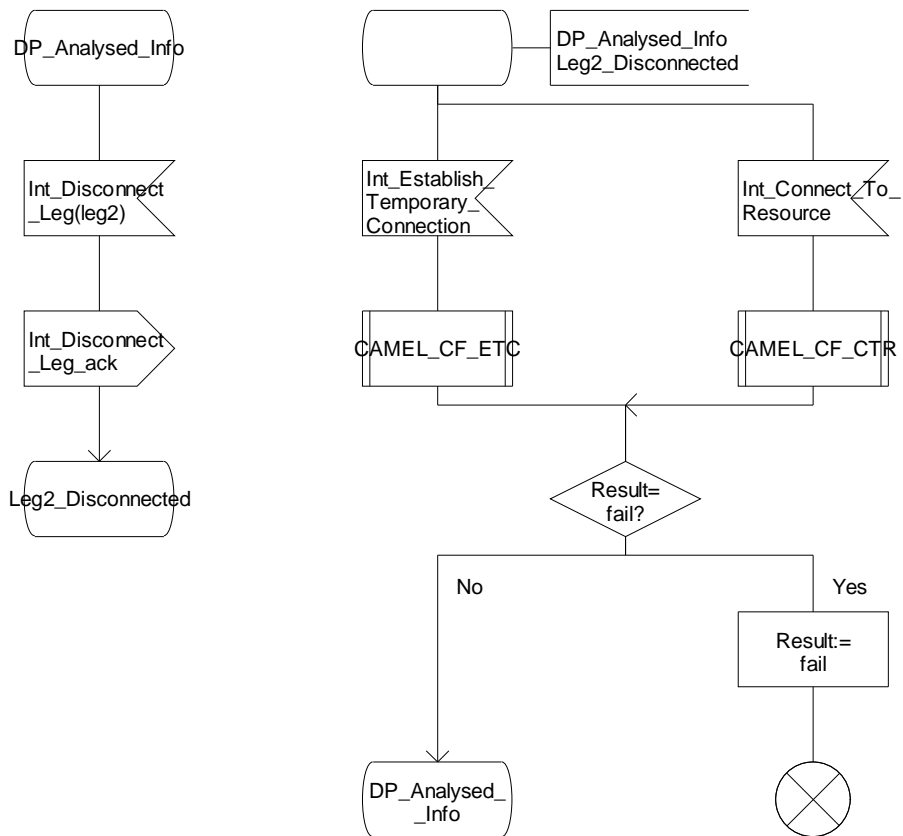 DP_Analysed_Info
DP_Analysed_Info
Leg2_Disconnected
Int_Disconnect
_Leg(leg2)
Int_Establish_
Temporary_
Connection
Int_Connect_To_
Resource
Int_Disconnect
_Leg_ack
CAMEL_CF_ETC
CAMEL_CF_CTR
Leg2_Disconnected
Result=
fail?
No
Yes
Result:=
fail
DP_Analysed_
_Info